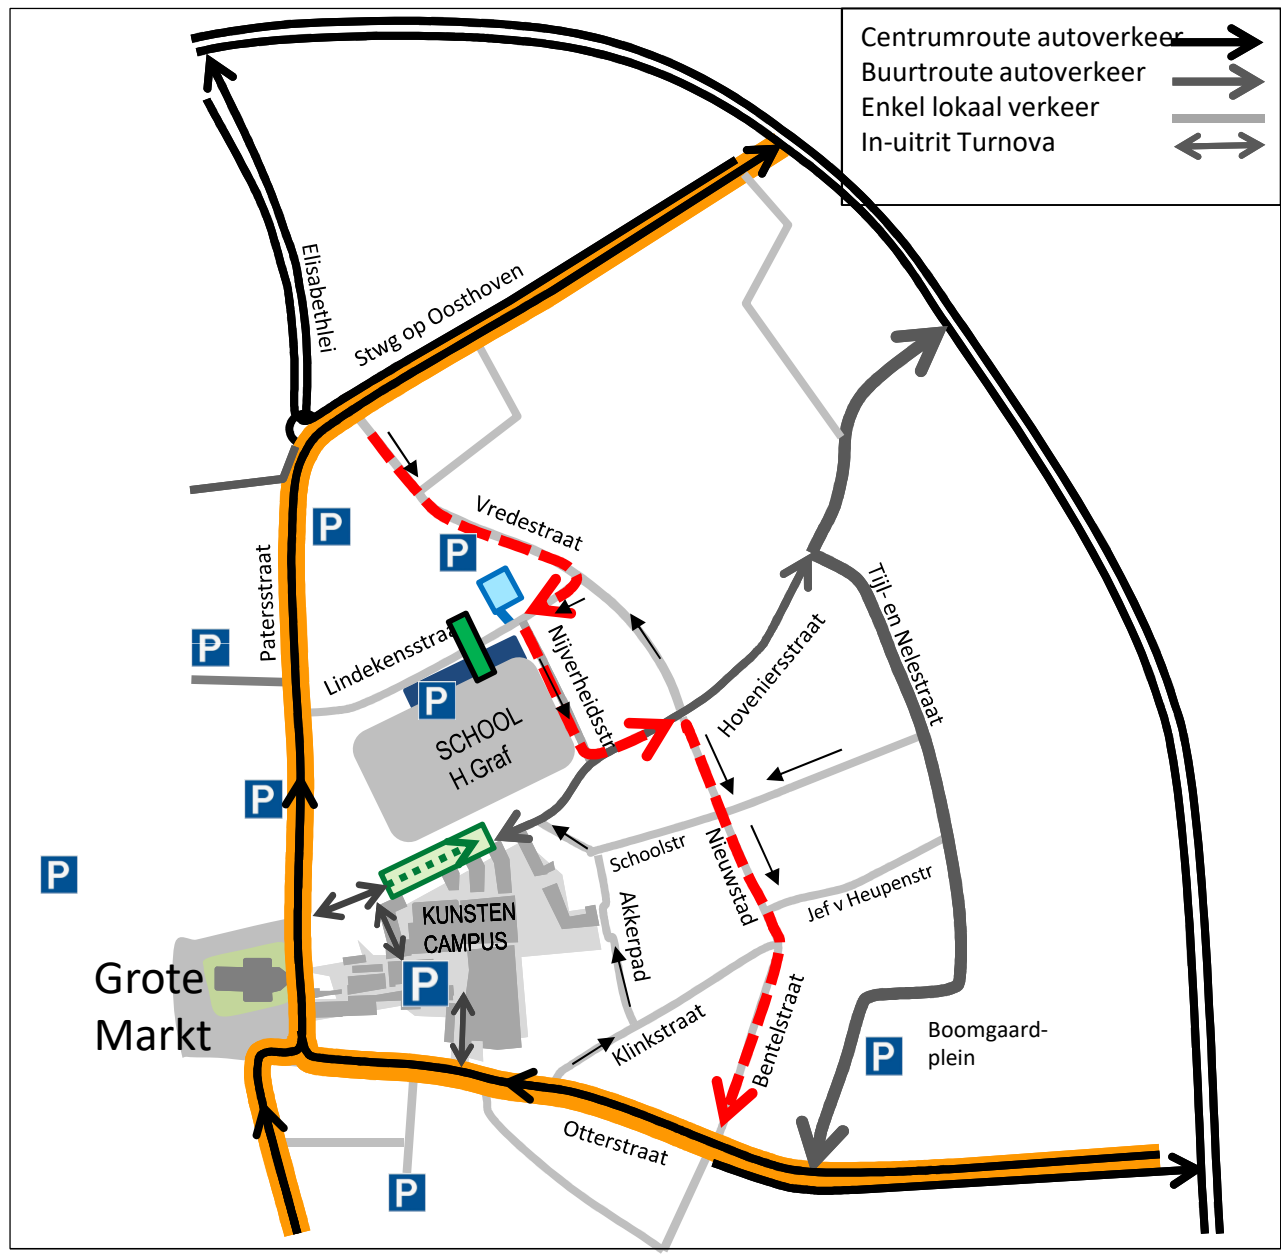 Centrumroute autoverkeer
Buurtroute autoverkeer
Enkel lokaal verkeer
In-uitrit Turnova
Elisabethlei
Stwg op Oosthoven
Vredestraat
P
P
Patersstraat
Tijl- en Nelestraat
P
Lindekensstraat
Nijverheidsstr
Hoveniersstraat
P
SCHOOL
H.Graf
P
Schoolstr
Nieuwstad
P
Jef v Heupenstr
KUNSTEN
CAMPUS
Akkerpad
Grote
Markt
P
Klinkstraat
Bentelstraat
P
Boomgaard-
plein
Otterstraat
P